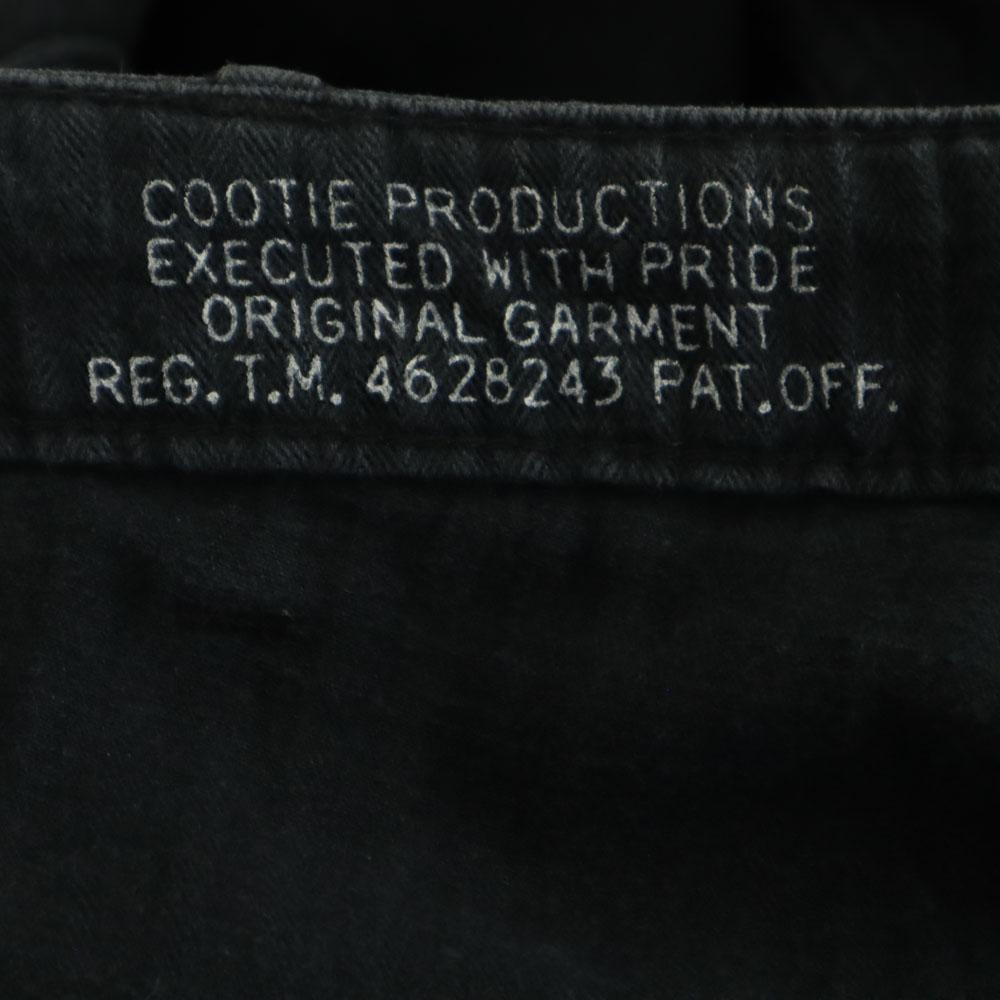 COOTIE PRODUCTIONS
EXECUTED WITH PRIDE
ORIGINAL GARMENT
REG. T.M. 4628243 PAT.OFF.